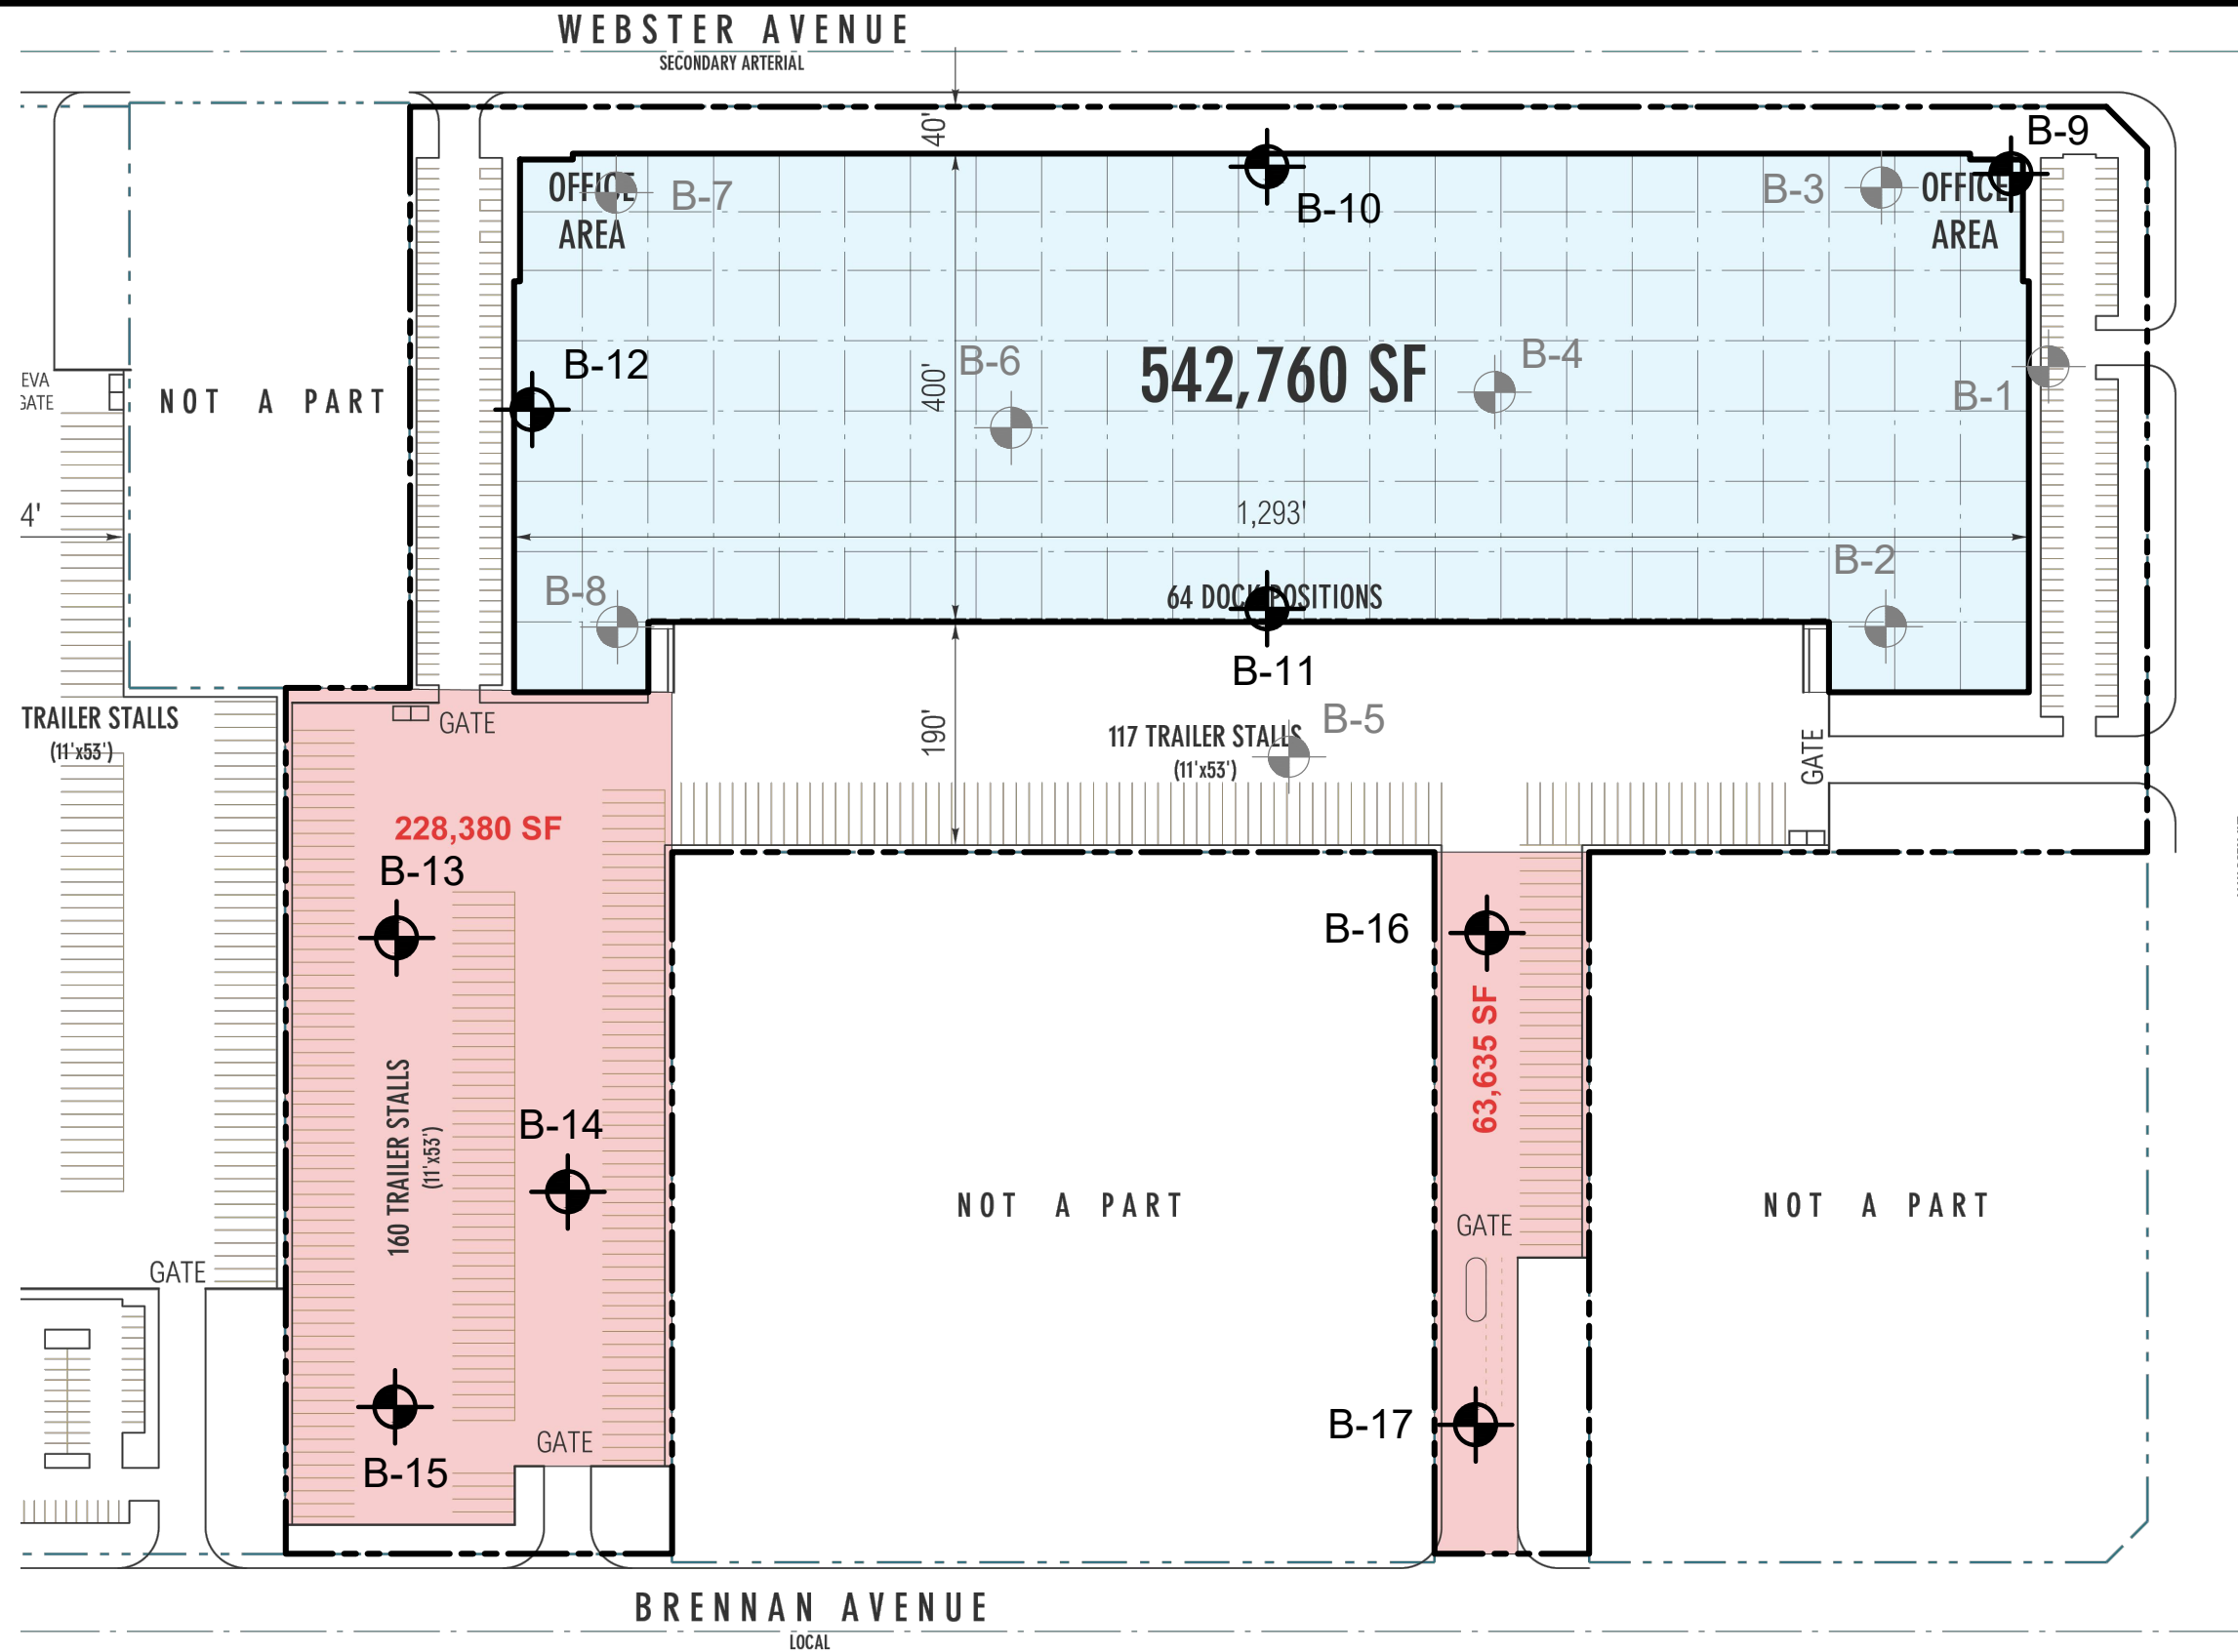 WEBSTER AVENUE
SECONDARY ARTERIAL
40'
B-9
OFFICE
AREA
B-7
B-10
B-3
OFFICE
AREA
B-12
B-6
542,760 SF
B-4
B-1
EVA
GATE
NOT A PART
400'
4'
1,293'
B-8
64 DOCK POSITIONS
B-2
B-11
TRAILER STALLS
(11'x53')
GATE
190'
117 TRAILER STALLS
(11'x53')
B-5
GATE
228,380 SF
B-13
B-16
63,635 SF
160 TRAILER STALLS
(11'x53')
B-14
NOT A PART
GATE
NOT A PART
GATE
B-17
GATE
B-15
BRENNAN AVENUE
LOCAL